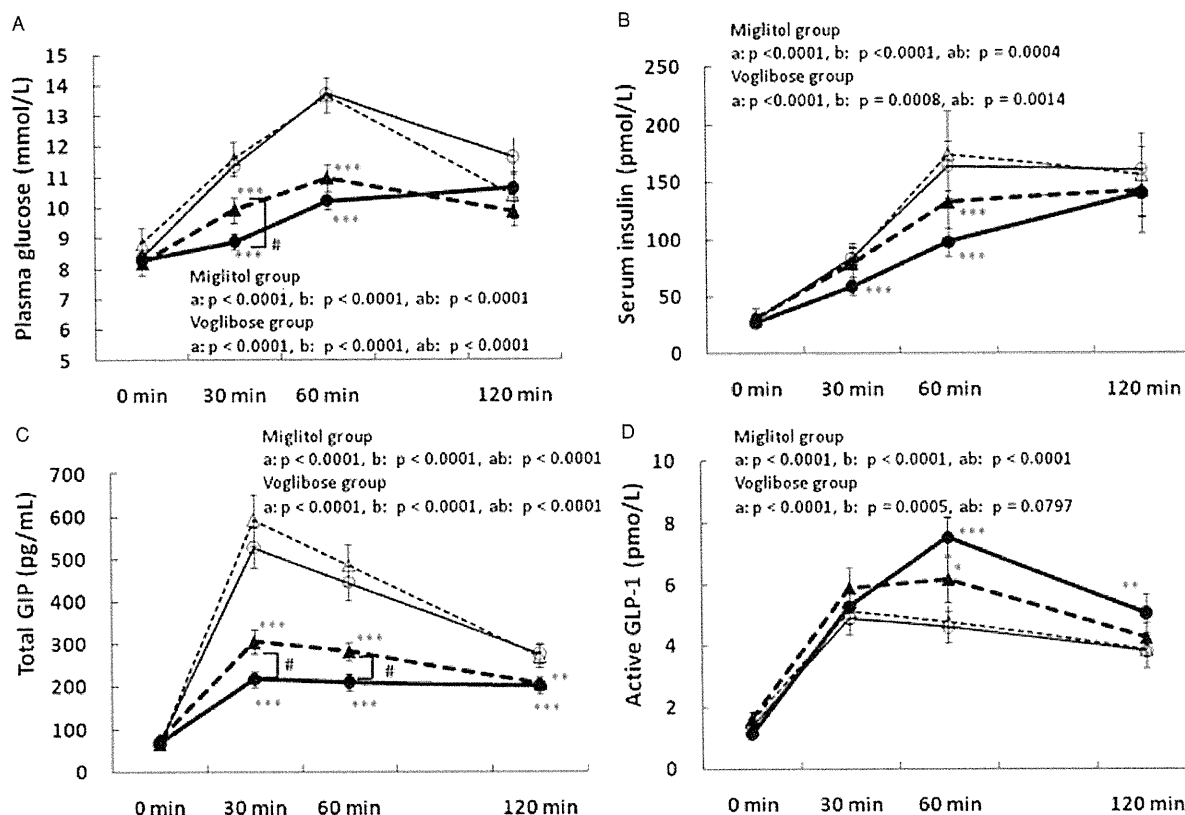 A
Plasma glucose (mmol/L)
15
14
13
12
11
10
9
8
7
6
5
***
***
***
***
#
Miglitol group
a: p < 0.0001, b: p < 0.0001, ab: p < 0.0001
Voglibose group
a: p < 0.0001, b: p < 0.0001, ab: p < 0.0001
0 min 30 min 60 min 120 min
B
Miglitol group
a: p <0.0001, b: p <0.0001, ab: p = 0.0004
Voglibose group
a: p <0.0001, b: p = 0.0008, ab: p = 0.0014
Serum insulin (pmol/L)
250
200
150
100
50
0
***
***
***
0 min 30 min 60 min 120 min
C
Miglitol group
a: p < 0.0001, b: p < 0.0001, ab: p < 0.0001
Voglibose group
a: p < 0.0001, b: p < 0.0001, ab: p < 0.0001
Total GIP (pg/mL)
700
600
500
400
300
200
100
0
***
***
#
#
**
***
***
***
0 min 30 min 60 min 120 min
D
Miglitol group
a: p < 0.0001, b: p < 0.0001, ab: p < 0.0001
Voglibose group
a: p < 0.0001, b: p = 0.0005, ab: p = 0.0797
Active GLP-1 (pmo/L)
10
8
6
4
2
0
***
*
**
0 min 30 min 60 min 120 min